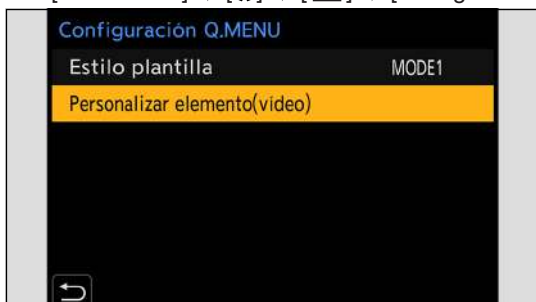 Configuración Q.MENU
Estilo plantilla MODE1
Personalizar elemento(vídeo)